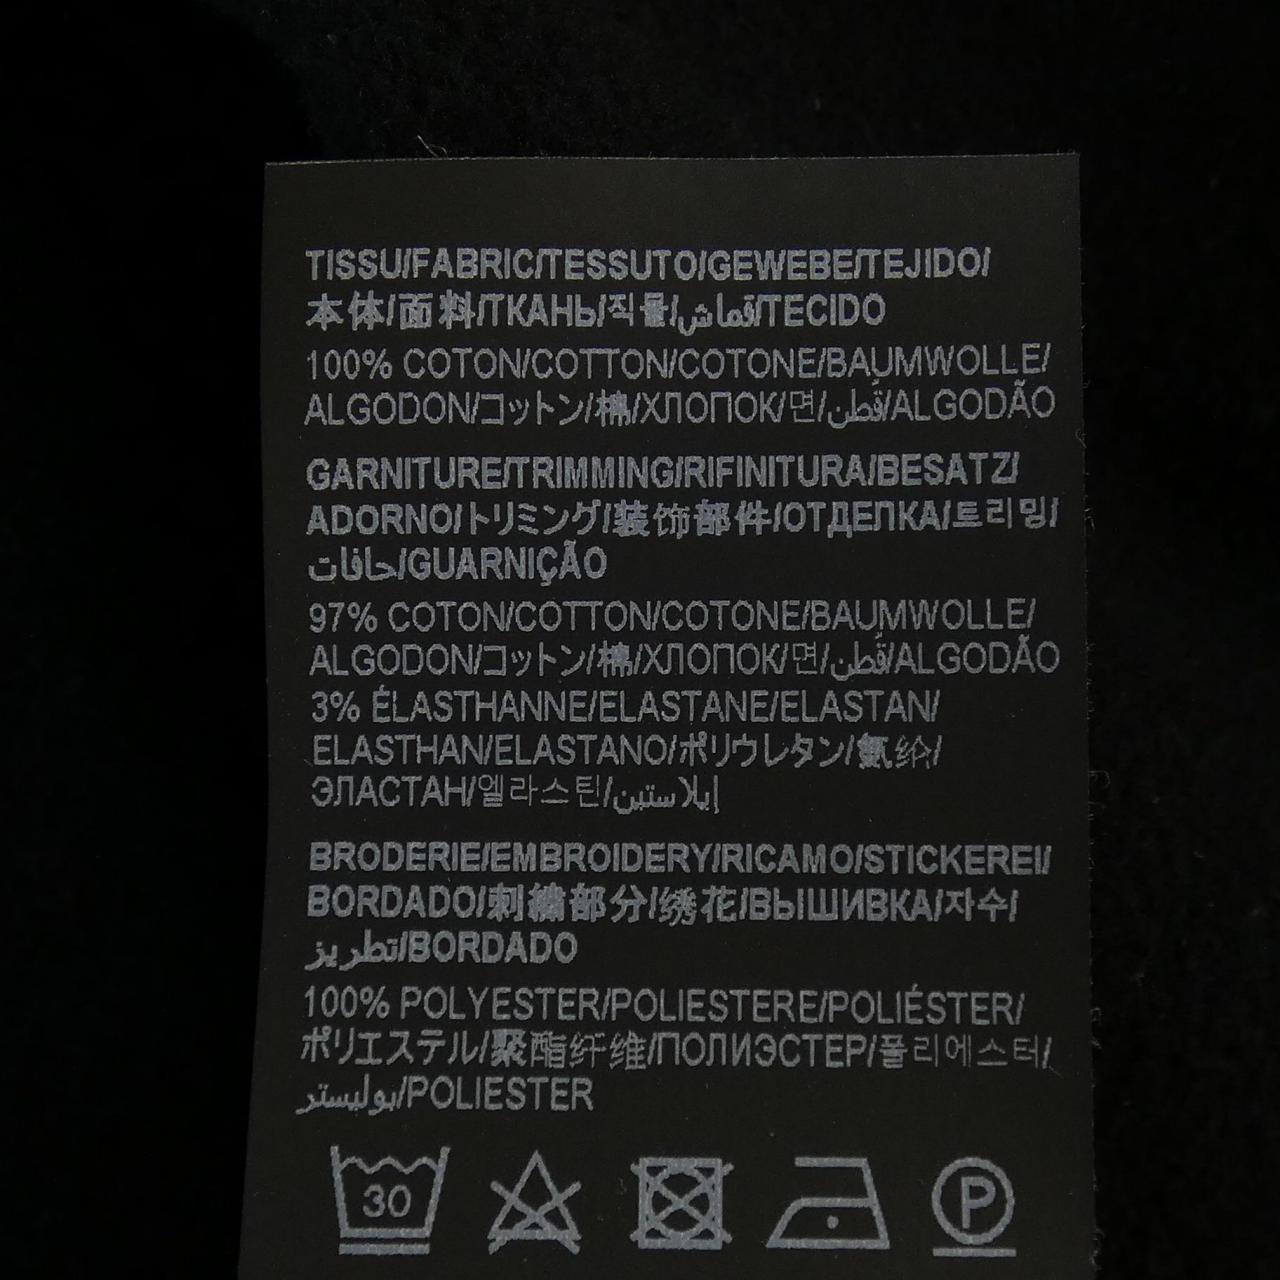 TISSU/FABRIC/TESSUTO/GEWEBE/TEJIDO/
本体/面料/ТКАНЬ/직물/قماش/TECIDO
100% COTON/COTTON/COTONE/BAUMWOLLE/
ALGODON/コットン/棉/ХЛОПОК/면/قُطن/ALGODÃO
GARNITURE/TRIMMING/RIFINITURA/BESATZ/
ADORNO/トリミング/装饰部件/ОТДЕЛКА/트리밍/
حافات/GUARNIÇÃO
97% COTON/COTTON/COTONE/BAUMWOLLE/
ALGODON/コットン/棉/ХЛОПОК/면/قُطن/ALGODÃO
3% ÉLASTHANNE/ELASTANE/ELASTAN/
ELASTHAN/ELASTANO/ポリウレタン/氨纶/
ЭЛАСТАН/엘라스틴/إيلاستين
BRODERIE/EMBROIDERY/RICAMO/STICKEREI/
BORDADO/刺繍部分/绣花/ВЫШИВКА/자수/
تطريز/BORDADO
100% POLYESTER/POLIESTERE/POLIÉSTER/
ポリエステル/聚酯纤维/ПОЛИЭСТЕР/폴리에스터/
بوليستر/POLIESTER
30 P